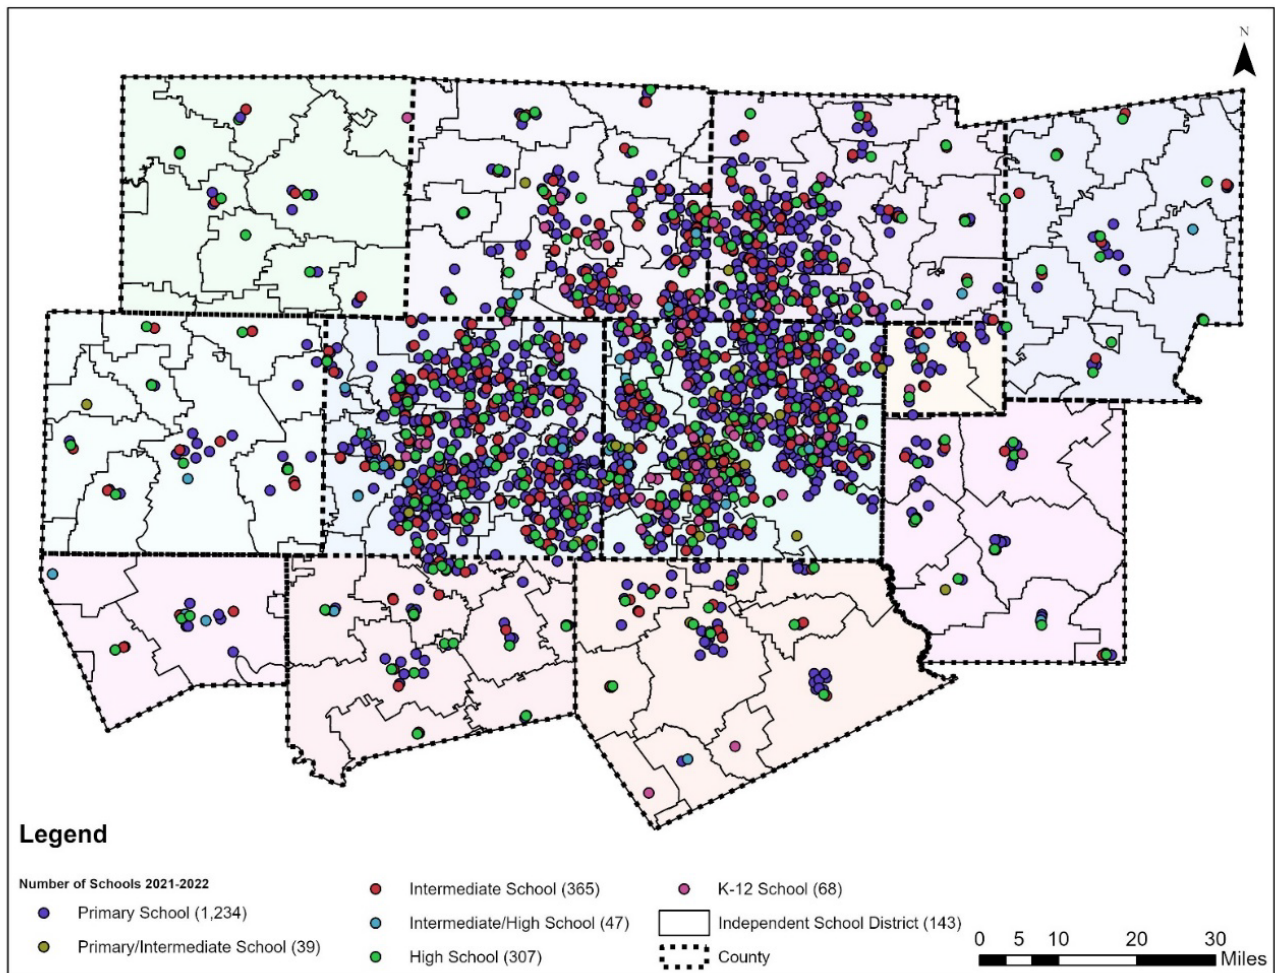 N
Legend
Number of Schools 2021-2022
Primary School (1,234)
Primary/Intermediate School (39)
Intermediate School (365)
Intermediate/High School (47)
High School (307)
K-12 School (68)
Independent School District (143)
County
0 5 10 20 30
Miles